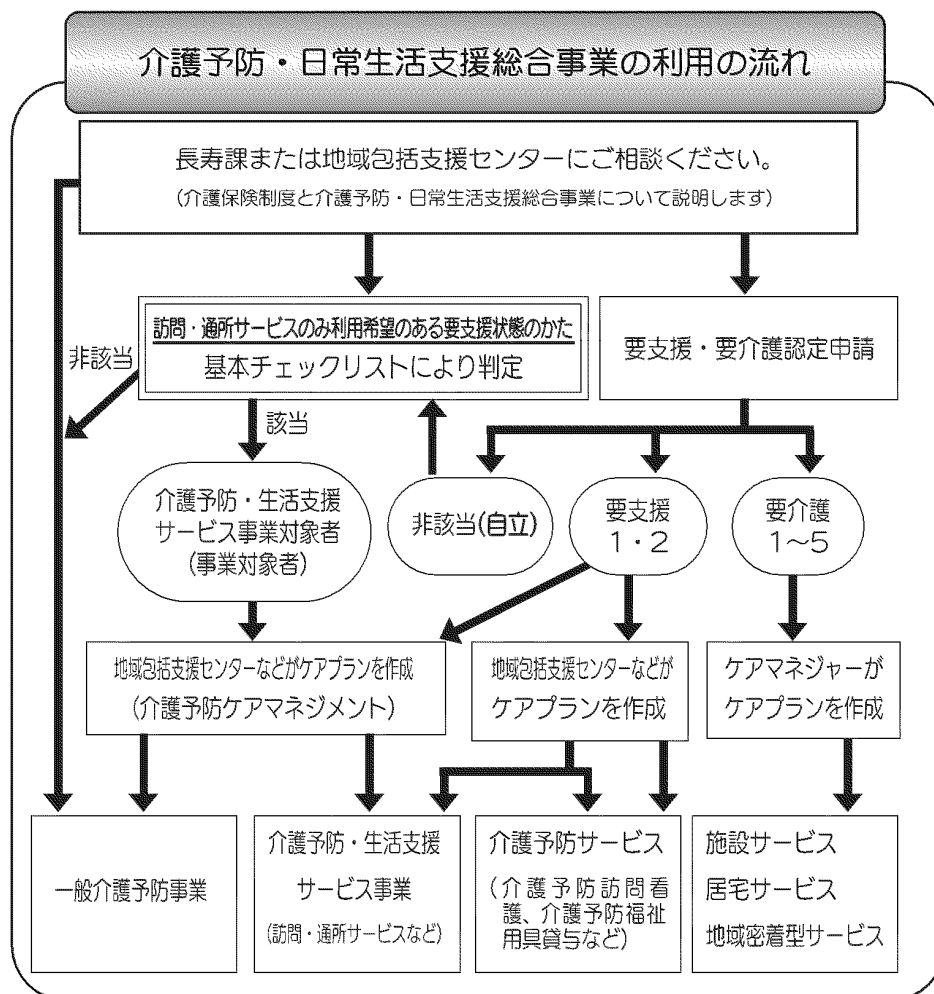 介護予防・日常生活支援総合事業の利用の流れ
長寿課または地域包括支援センターにご相談ください。
（介護保険制度と介護予防・日常生活支援総合事業について説明します）
訪問・通所サービスのみ利用希望のある要支援状態のかた
基本チェックリストにより判定
要支援・要介護認定申請
非該当
該当
介護予防・生活支援
サービス事業対象者
（事業対象者）
非該当（自立）
要支援
1・2
要介護
1～5
地域包括支援センターなどがケアプランを作成
（介護予防ケアマネジメント）
地域包括支援センターなどが
ケアプランを作成
ケアマネジャーが
ケアプランを作成
一般介護予防事業
介護予防・生活支援
サービス事業
（訪問・通所サービスなど）
介護予防サービス
（介護予防訪問看
護、介護予防福祉
用具貸与など）
施設サービス
居宅サービス
地域密着型サービス